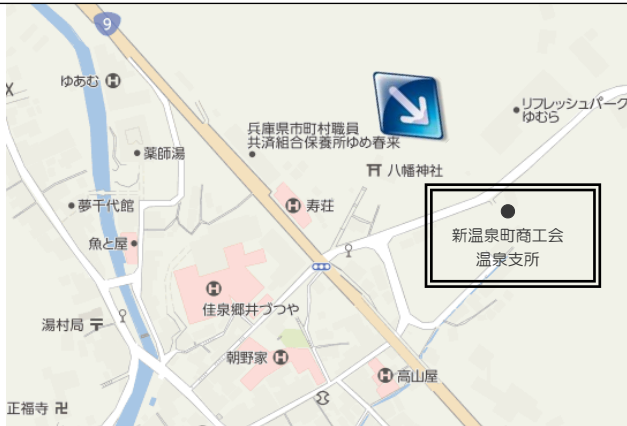 9
ゆあむ H
リフレッシュパーク
ゆむら
兵庫県市町村職員
共済組合保養所ゆめ春来
薬師湯
八幡神社
夢千代館
H 寿荘
新温泉町商工会
温泉支所
魚と屋
H
佳泉郷井づつや
湯村局
朝野家 H
H 高山屋
正福寺